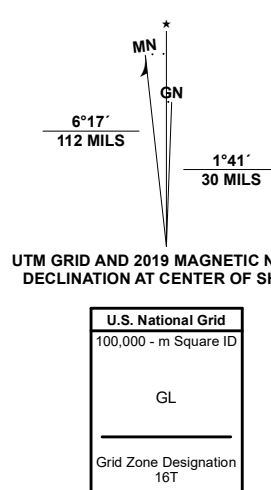 ★
MN
GN
6°17´
112 MILS
1°41´
30 MILS
UTM GRID AND 2019 MAGNETIC
DECLINATION AT CENTER OF
U.S. National Grid
100,000 - m Square ID
GL
Grid Zone Designation
16T